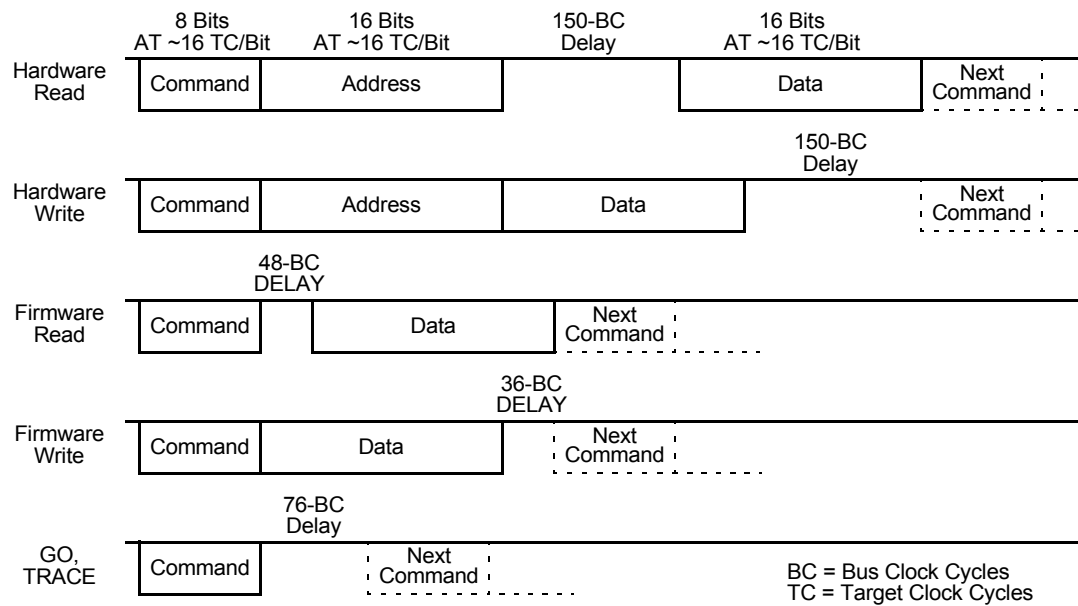 8 Bits
AT ~16 TC/Bit
16 Bits
AT ~16 TC/Bit
150-BC
Delay
16 Bits
AT ~16 TC/Bit
Hardware
Read
Command
Address
Data
Next
Command
150-BC
Delay
Hardware
Write
Command
Address
Data
Next
Command
48-BC
DELAY
Firmware
Read
Command
Data
Next
Command
36-BC
DELAY
Firmware
Write
Command
Data
Next
Command
76-BC
Delay
GO,
TRACE
Command
Next
Command
BC = Bus Clock Cycles
TC = Target Clock Cycles